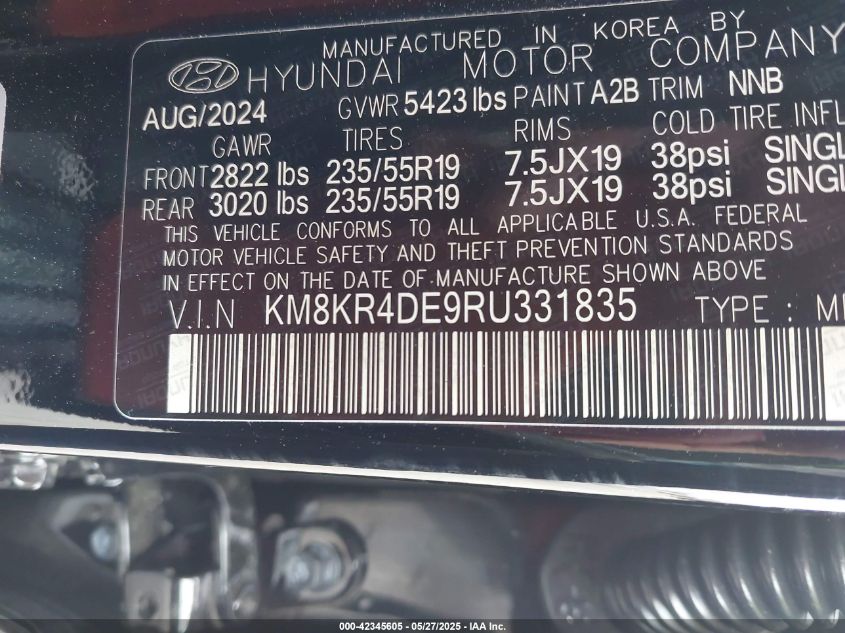 MANUFACTURED IN KOREA BY
HYUNDAI MOTOR COMPANY
AUG/2024 GVWR 5423 lbs PAINT A2B TRIM NNB
GAWR TIRES RIMS COLD TIRE INFL
FRONT 2822 lbs 235/55R19 7.5JX19 38psi SINGL
REAR 3020 lbs 235/55R19 7.5JX19 38psi SINGL
THIS VEHICLE CONFORMS TO ALL APPLICABLE U.S.A. FEDERAL
MOTOR VEHICLE SAFETY AND THEFT PREVENTION STANDARDS
IN EFFECT ON THE DATE OF MANUFACTURE SHOWN ABOVE
V.I.N KM8KR4DE9RU331835 TYPE :
000-42345605 - 05/27/2025 - IAA Inc.